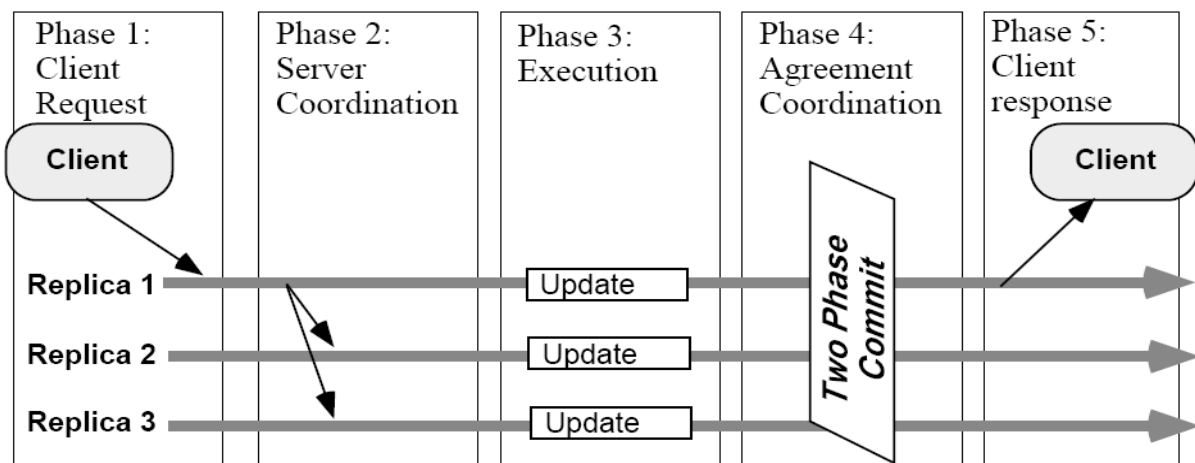 Phase 1:
Client
Request
Phase 2:
Server
Coordination
Phase 3:
Execution
Phase 4:
Agreement
Coordination
Phase 5:
Client
response
Client
Client
Replica 1
Update
Replica 2
Update
Replica 3
Update
Two Phase
Commit